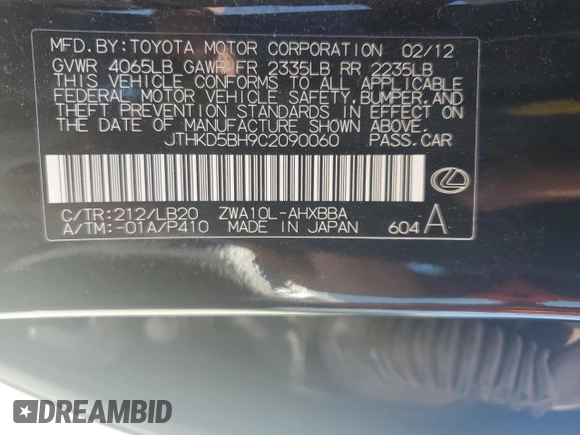 MFD.BY:TOYOTA MOTOR CORPORATION 02/12
GVWR 4065LB GAWR FR 2335LB RR 2235LB
THIS VEHICLE CONFORMS TO ALL APPLICABLE
FEDERAL MOTOR VEHICLE SAFETY,BUMPER,AND
THEFT PREVENTION STANDARDS IN EFFECT ON
THE DATE OF MANUFACTURE SHOWN ABOVE.
JTHKD5BH9C2090060 PASS.CAR
C/TR:212/LB20 ZWA10L-AHXBBA
A/TM:-01A/P410 MADE IN JAPAN 604 A
DREAMBID